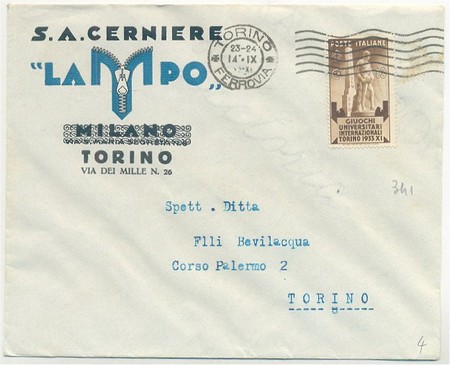 S.A. CERNIERE
"LAMPO"
MILANO
TORINO
VIA DEI MILLE N. 26
TORINO
23-24
14·IX
FERROVIA
POSTE ITALIANE
GIUOCHI
UNIVERSITARI
INTERNAZIONALI
TORINO 1933 XI
341
Spett. Ditta
Flli Bevilacqua
Corso Palermo 2
TORINO
4